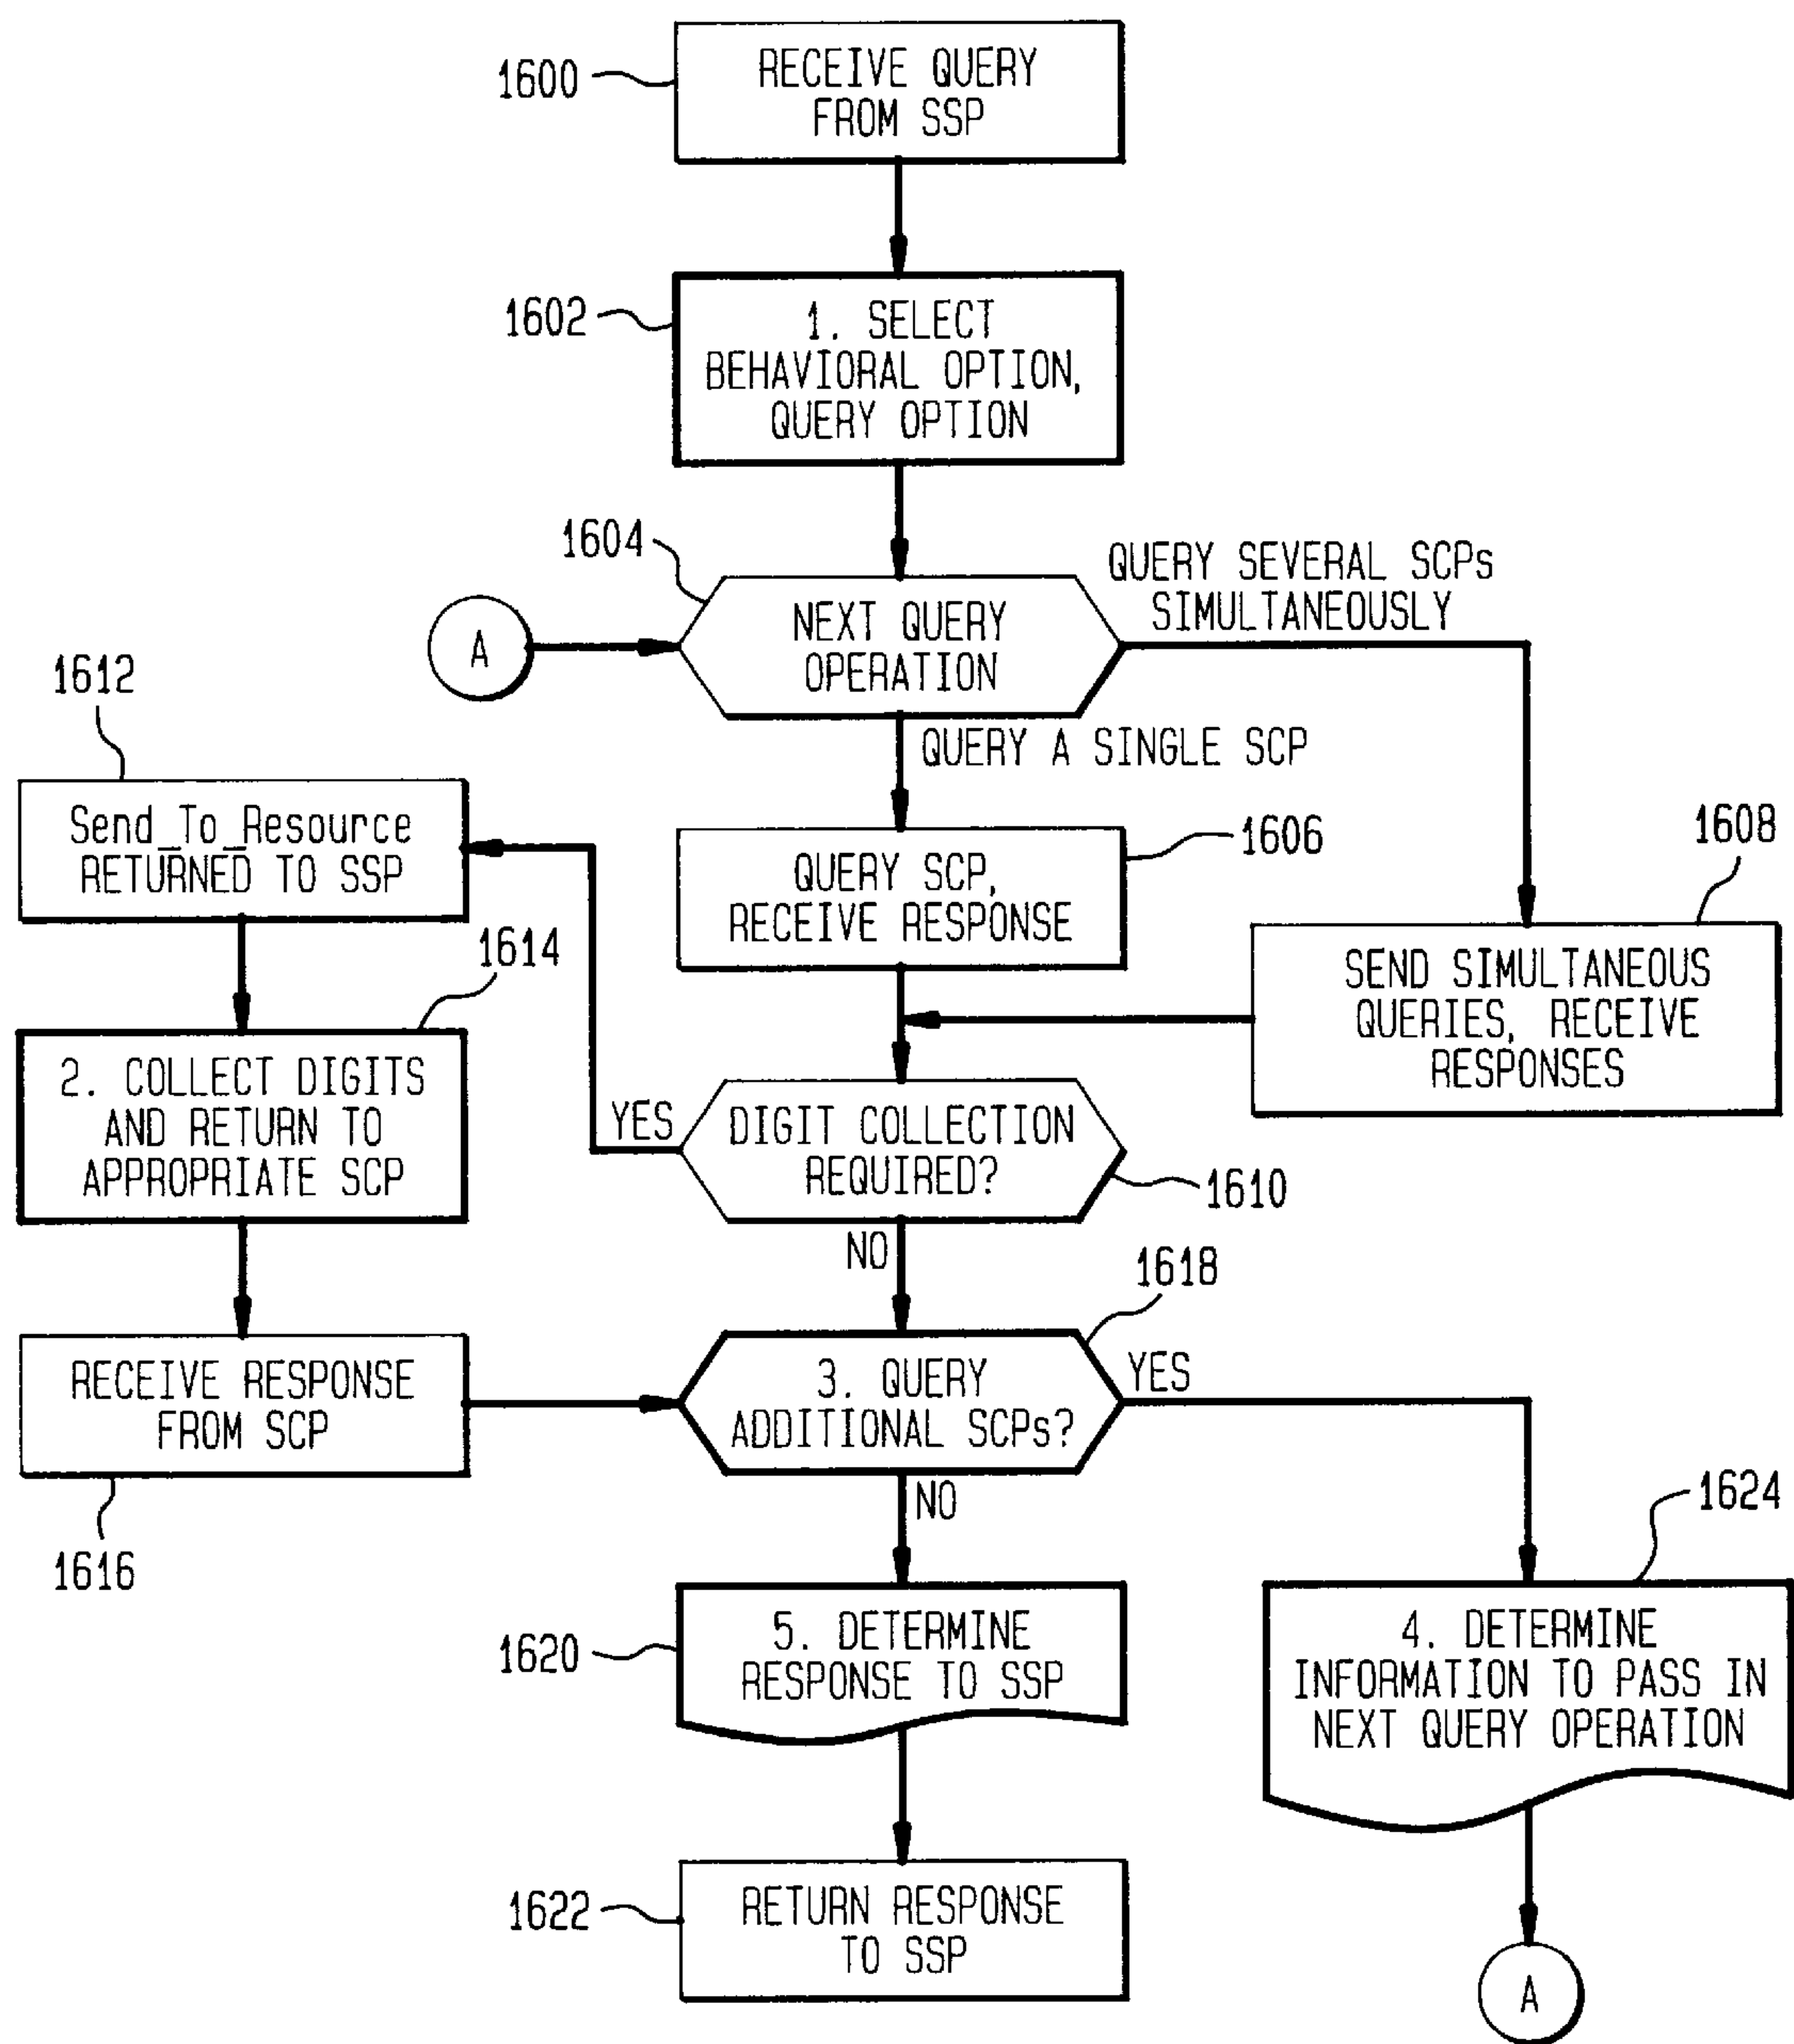 1600
RECEIVE QUERY
FROM SSP
1602
1. SELECT
BEHAVIORAL OPTION,
QUERY OPTION
1604
NEXT QUERY
OPERATION
QUERY SEVERAL SCPs
SIMULTANEOUSLY
A
QUERY A SINGLE SCP
1612
Send_To_Resource
RETURNED TO SSP
1606
QUERY SCP,
RECEIVE RESPONSE
1608
SEND SIMULTANEOUS
QUERIES, RECEIVE
RESPONSES
1614
2. COLLECT DIGITS
AND RETURN TO
APPROPRIATE SCP
YES
DIGIT COLLECTION
REQUIRED?
1610
NO
1618
RECEIVE RESPONSE
FROM SCP
1616
3. QUERY
ADDITIONAL SCPs?
YES
NO
1624
1620
5. DETERMINE
RESPONSE TO SSP
4. DETERMINE
INFORMATION TO PASS IN
NEXT QUERY OPERATION
1622
RETURN RESPONSE
TO SSP
A